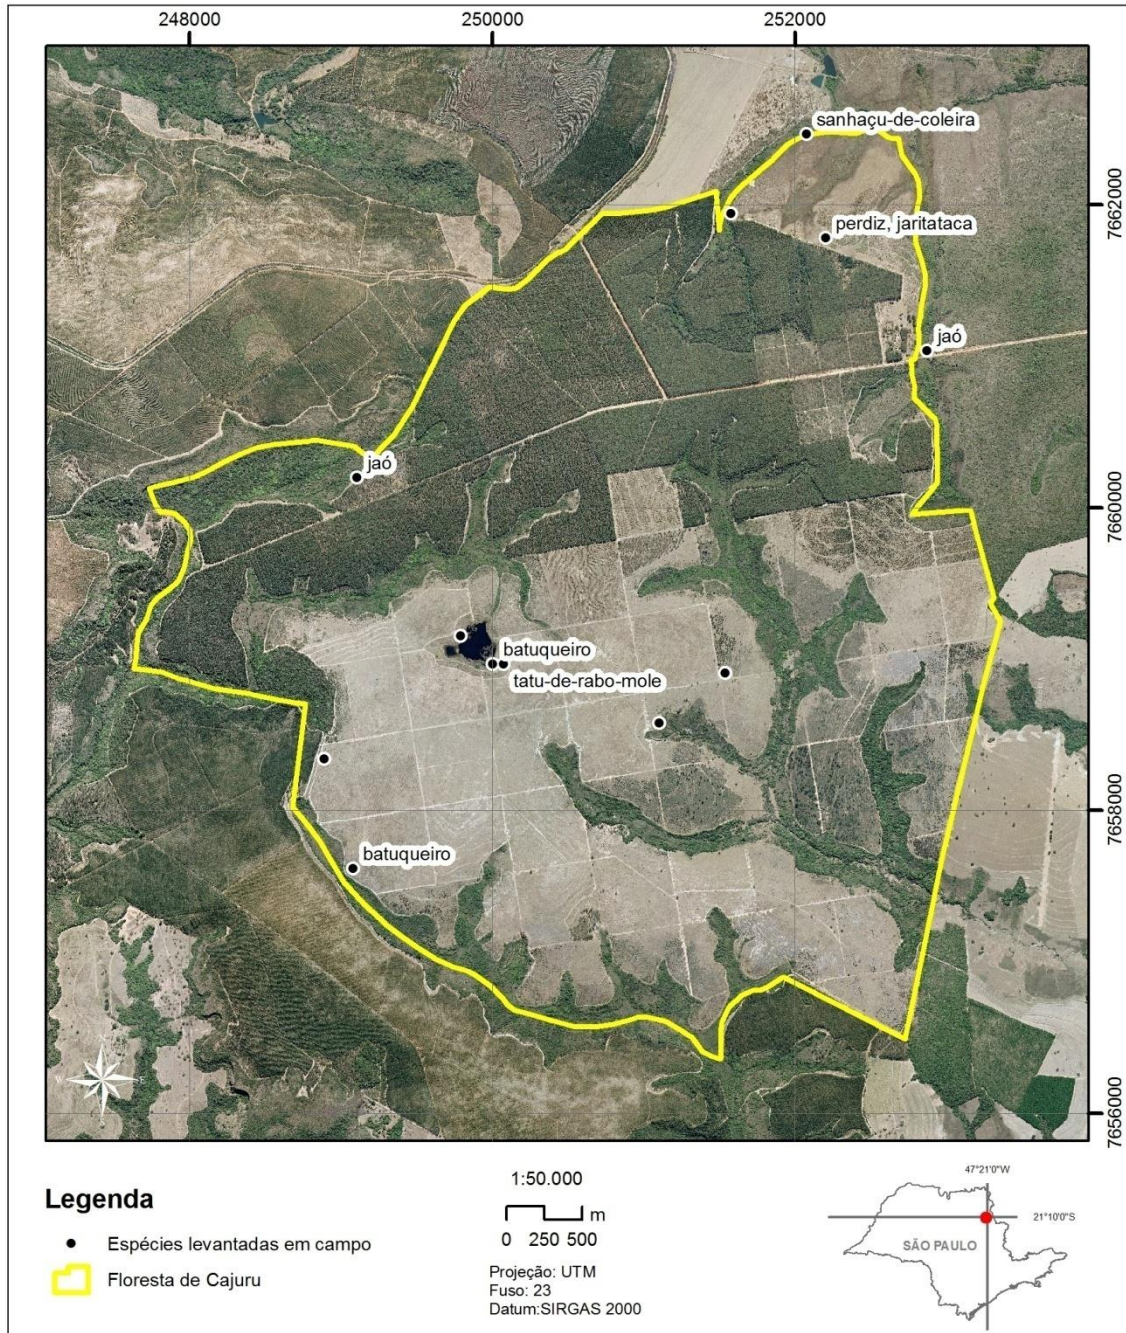 248000
250000
252000
sanhaçu-de-coleira
7662000
perdiz, jaritataca
jaó
jaó
7660000
batuqueiro
tatu-de-rabo-mole
7658000
batuqueiro
7656000
W E
Legenda
Espécies levantadas em campo
Floresta de Cajuru
1:50.000
m
0 250 500
Projeção: UTM
Fuso: 23
Datum:SIRGAS 2000
47°21'0"W
21°10'0"S
SÃO PAULO